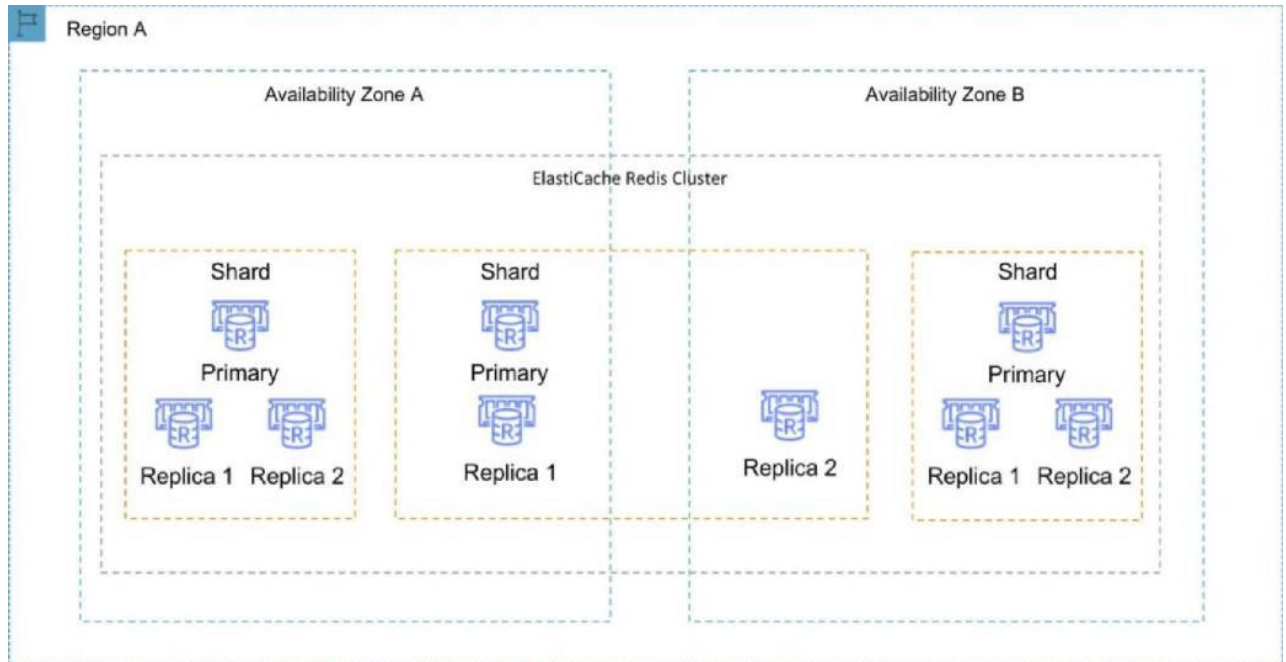 Region A
Availability Zone A
Availability Zone B
ElastiCache Redis Cluster
Shard
R
Primary
R
R
Replica 1
Replica 2
Shard
R
Primary
R
Replica 1
R
Replica 2
Shard
R
Primary
R
R
Replica 1
Replica 2